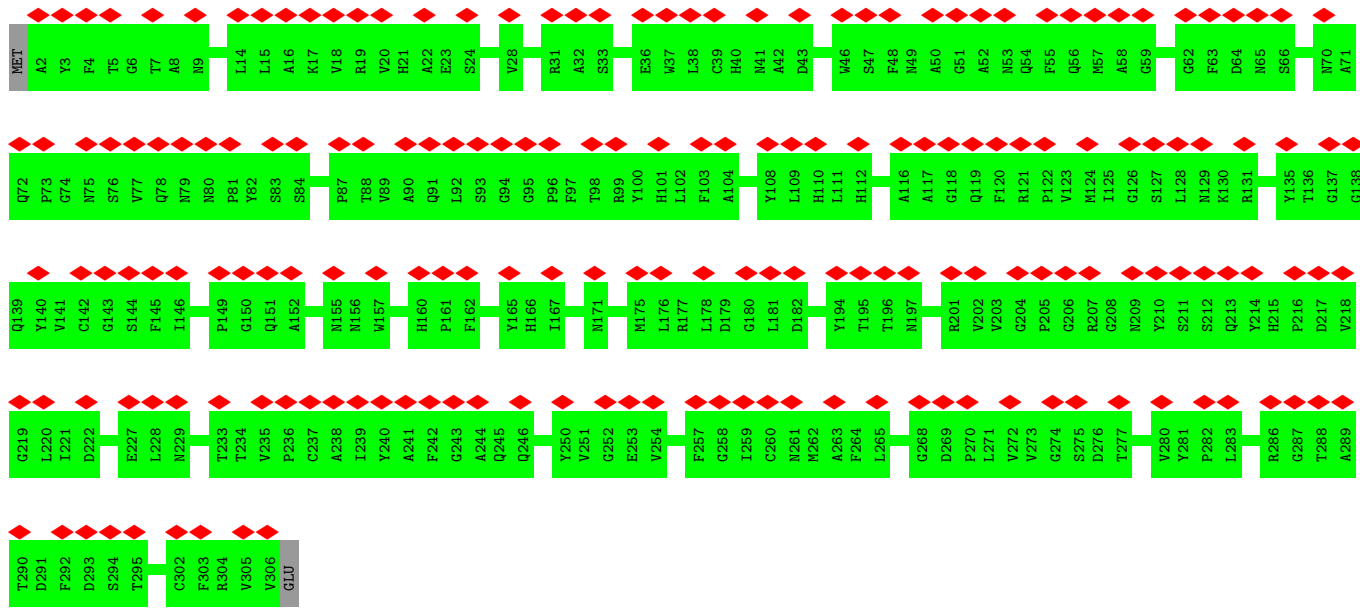 MET A2 Y3 F4 T5 G6 T7 A8 N9 L14 L15 A16 K17 V18 R19 V20 H21 A22 E23 S24 V28 R31 A32 S33 E36 W37 L38 C39 H40 N41 A42 D43 W46 S47 F48 N49 A50 G51 A52 N53 Q54 F55 Q56 M57 A58 G59 G62 F63 D64 N65 S66 N70 A71
Q72 P73 G74 N75 S76 V77 Q78 N79 N80 P81 Y82 S83 S84 P87 T88 V89 A90 Q91 L92 S93 G94 G95 P96 F97 T98 R99 Y100 H101 L102 F103 A104 Y108 L109 H110 L111 H112 A116 A117 G118 Q119 F120 R121 P122 V123 M124 I125 G126 S127 L128 N129 K130 R131 Y135 T136 G137 G138
Q139 Y140 V141 C142 G143 S144 F145 I146 P149 G150 Q151 A152 N155 N156 W157 H160 P161 F162 Y165 H166 I167 N171 M175 L176 R177 L178 D179 G180 L181 D182 Y194 T195 T196 N197 R201 V202 V203 G204 P205 G206 R207 G208 N209 Y210 S211 S212 Q213 Y214 H215 P216 D217 V218
G219 L220 I221 D222 E227 L228 N229 T233 T234 V235 P236 C237 A238 I239 Y240 A241 F242 G243 A244 Q245 Q246 Y250 V251 G252 E253 V254 F257 G258 I259 C260 N261 M262 A263 F264 L265 G268 D269 P270 L271 V272 V273 G274 S275 D276 T277 V280 Y281 P282 L283 R286 G287 T288 A289
T290 D291 F292 D293 S294 T295 C302 F303 R304 V305 V306 GLU